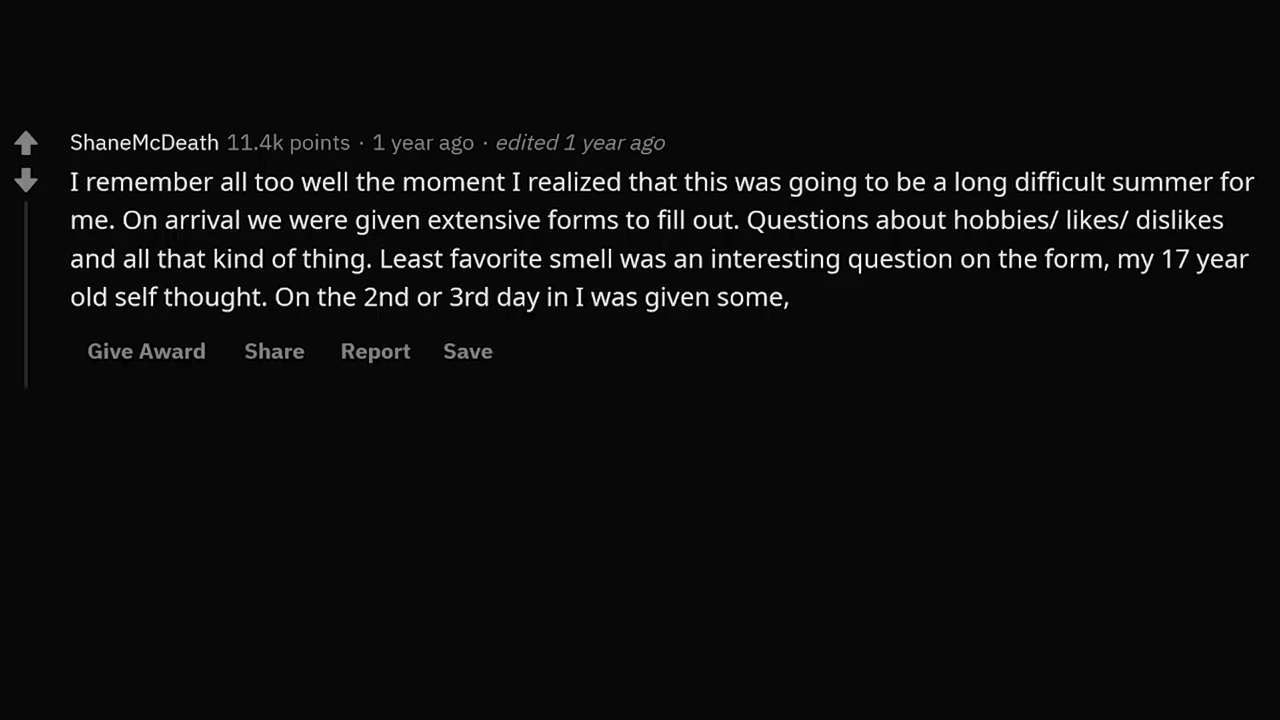 ShaneMcDeath 11.4k points · 1 year ago · edited 1 year ago
I remember all too well the moment I realized that this was going to be a long difficult summer for
me. On arrival we were given extensive forms to fill out. Questions about hobbies/ likes/ dislikes
and all that kind of thing. Least favorite smell was an interesting question on the form, my 17 year
old self thought. On the 2nd or 3rd day in I was given some,
Give Award Share Report Save